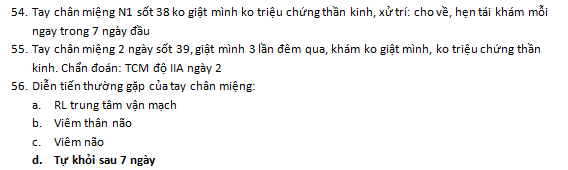 54. Tay chân miệng N1 sốt 38 ko giật mình ko triệu chứng thần kinh, xử trí: cho về, hẹn tái khám mỗi
ngay trong 7 ngày đầu
55. Tay chân miệng 2 ngày sốt 39, giật mình 3 lần đêm qua, khám ko giật mình, ko triệu chứng thần
kinh. Chẩn đoán: TCM độ IIA ngày 2
56. Diễn tiến thường gặp của tay chân miệng:
a. RL trung tâm vận mạch
b. Viêm thân não
c. Viêm não
d. Tự khỏi sau 7 ngày